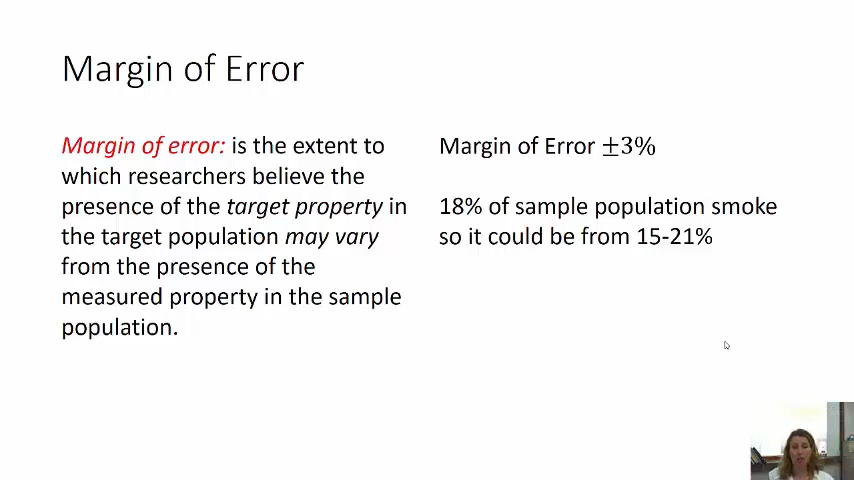 Margin of Error
Margin of error: is the extent to
which researchers believe the
presence of the target property in
the target population may vary
from the presence of the
measured property in the sample
population.
Margin of Error ±3%
18% of sample population smoke
so it could be from 15-21%